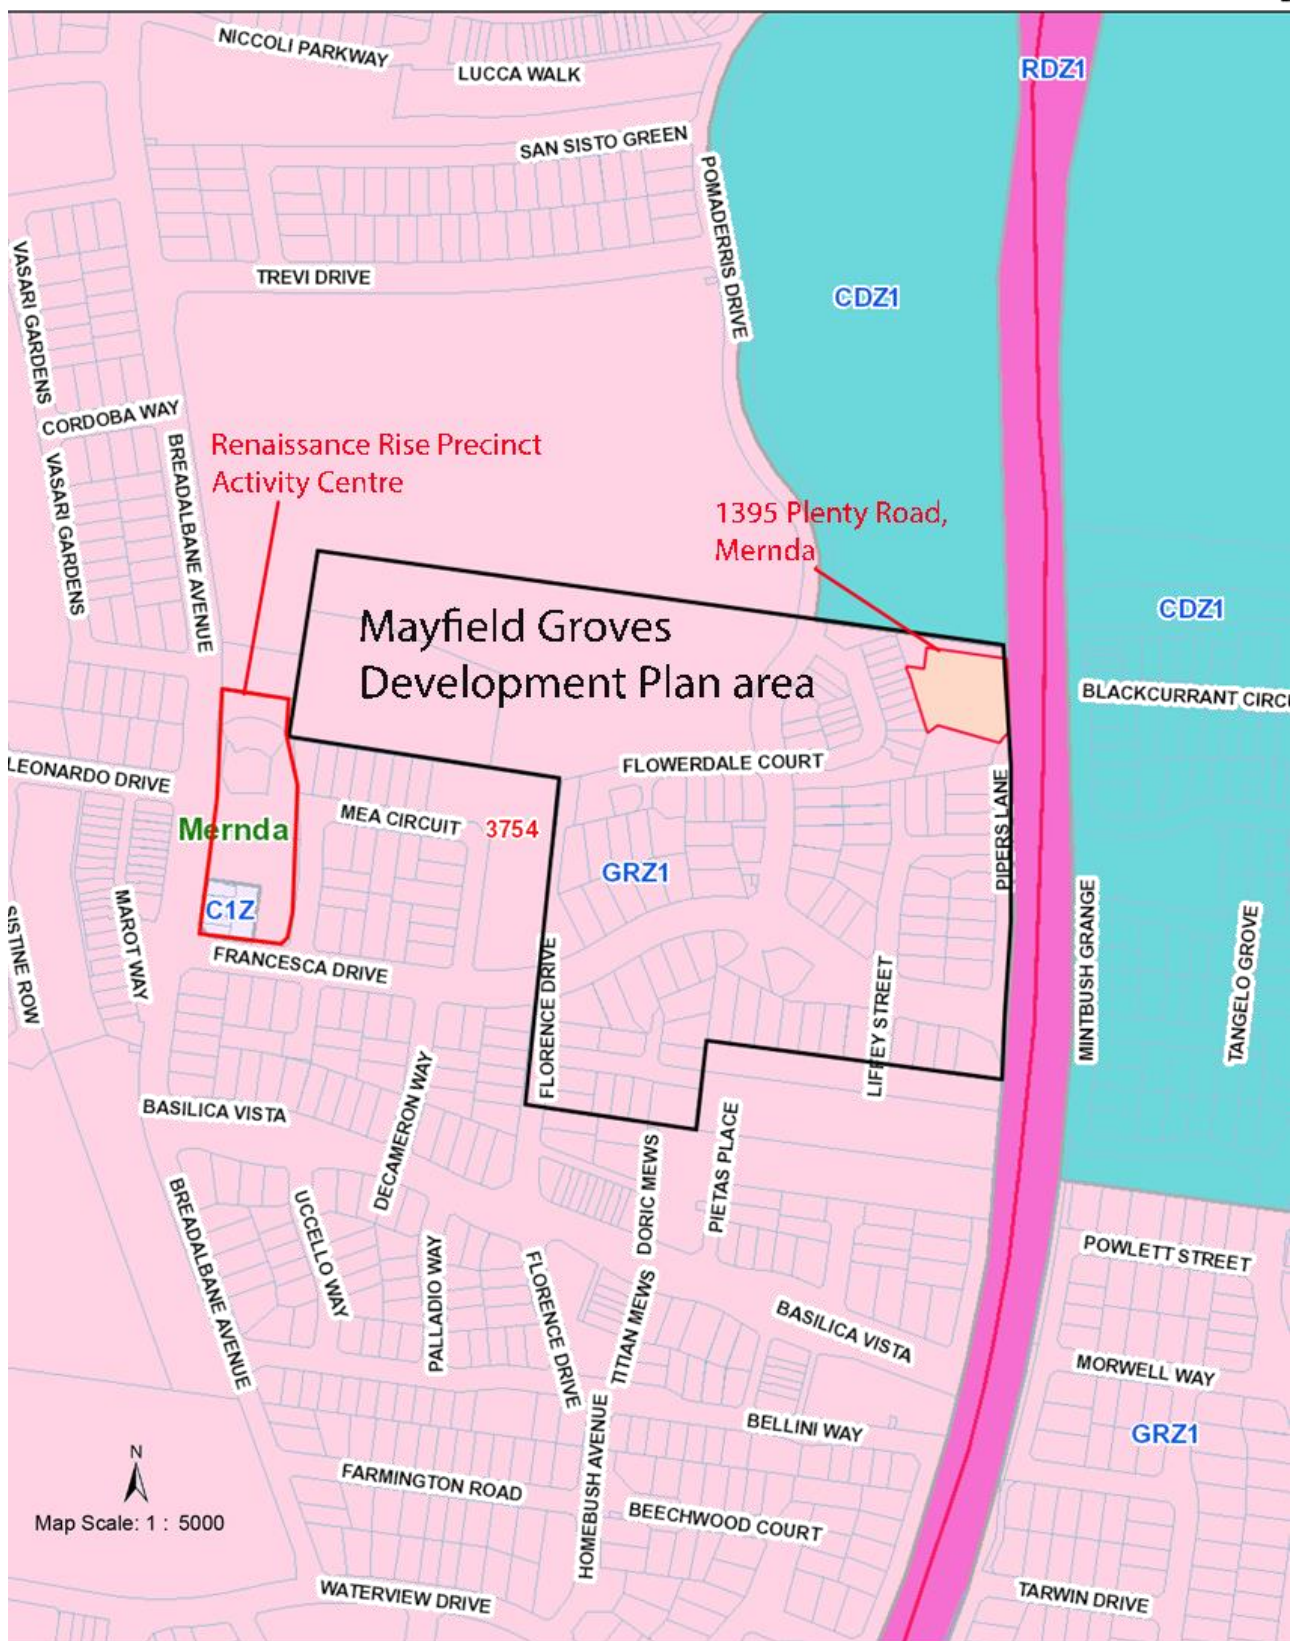 NICCOLI PARKWAY
LUCCA WALK
RDZ1
SAN SISTO GREEN
POMADERRIS DRIVE
TREVI DRIVE
VASARI GARDENS
CDZ1
CORDOBA WAY
BREADALBANE AVENUE
VASARI GARDENS
Renaissance Rise Precinct
Activity Centre
1395 Plenty Road,
Mernda
Mayfield Groves
Development Plan area
CDZ1
BLACKCURRANT CIRCU
LEONARDO DRIVE
FLOWERDALE COURT
PIPERS LANE
Mernda
MEA CIRCUIT
3754
GRZ1
C1Z
MAROT WAY
SISTINE ROW
FRANCESCA DRIVE
FLORENCE DRIVE
LIFFEY STREET
MINTBUSH GRANGE
TANGELO GROVE
BASILICA VISTA
DECAMERON WAY
DORIC MEWS
PIETAS PLACE
BREADALBANE AVENUE
UCCELLO WAY
PALLADIO WAY
FLORENCE DRIVE
TITIAN MEWS
BASILICA VISTA
POWLETT STREET
MORWELL WAY
HOMEBUSH AVENUE
BELLINI WAY
GRZ1
N
Map Scale: 1 : 5000
FARMINGTON ROAD
BEECHWOOD COURT
WATERVIEW DRIVE
TARWIN DRIVE